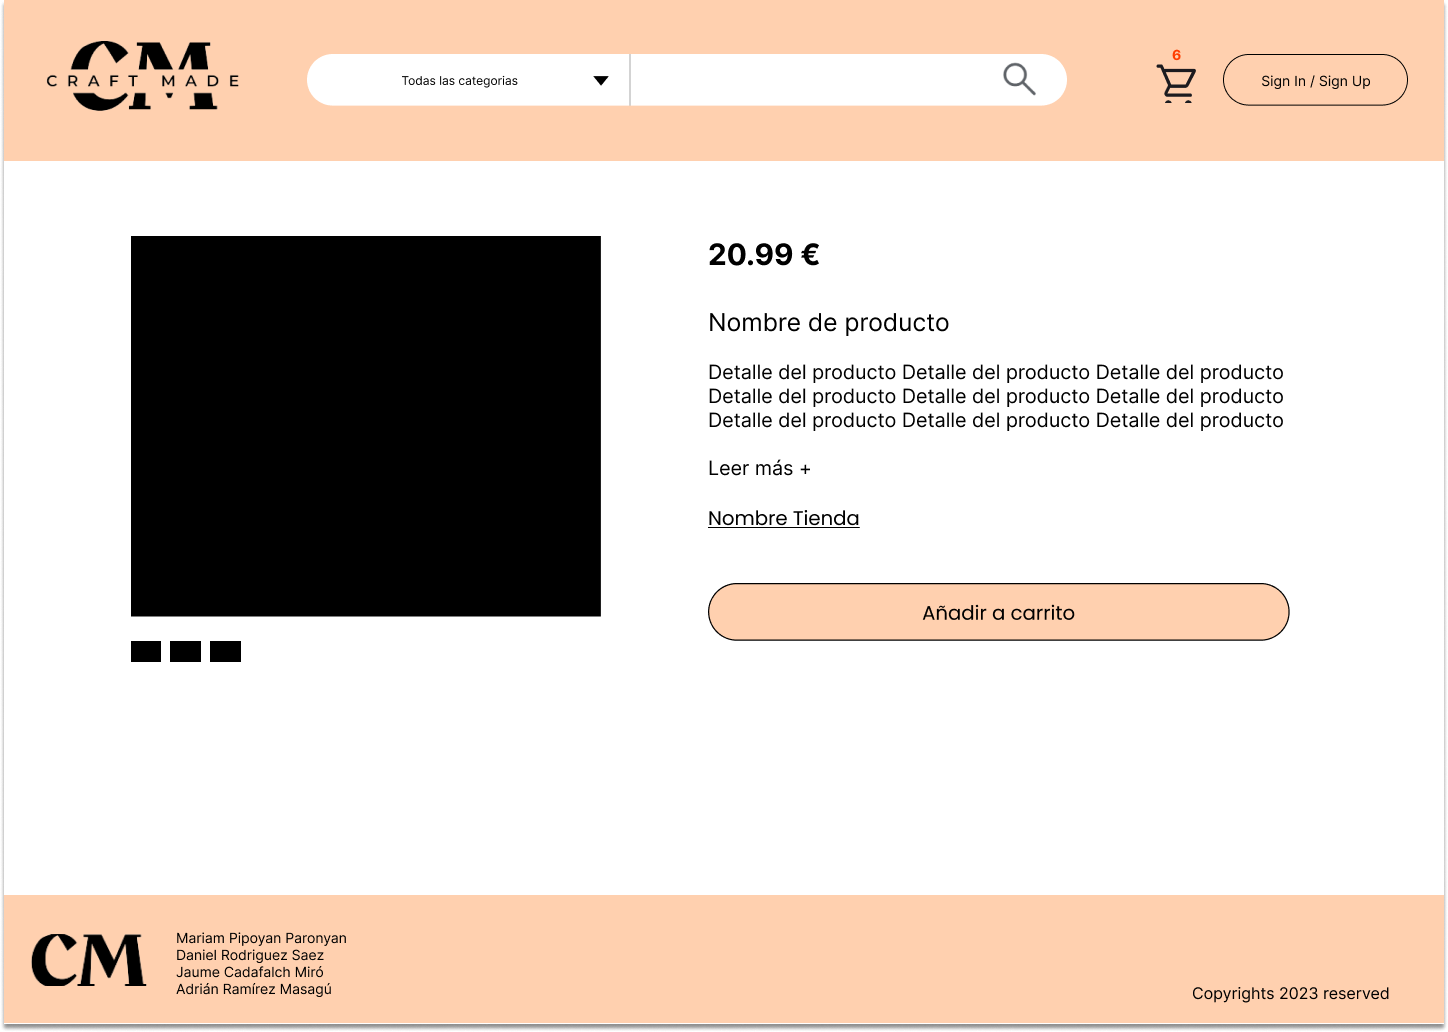 CM
CRAFT MADE
Todas las categorias
6
Sign In / Sign Up
20.99 €
Nombre de producto
Detalle del producto Detalle del producto Detalle del producto
Detalle del producto Detalle del producto Detalle del producto
Detalle del producto Detalle del producto Detalle del producto
Leer más +
Nombre Tienda
Añadir a carrito
CM
Mariam Pipoyan Paronyan
Daniel Rodriguez Saez
Jaume Cadafalch Miró
Adrián Ramírez Masagú
Copyrights 2023 reserved